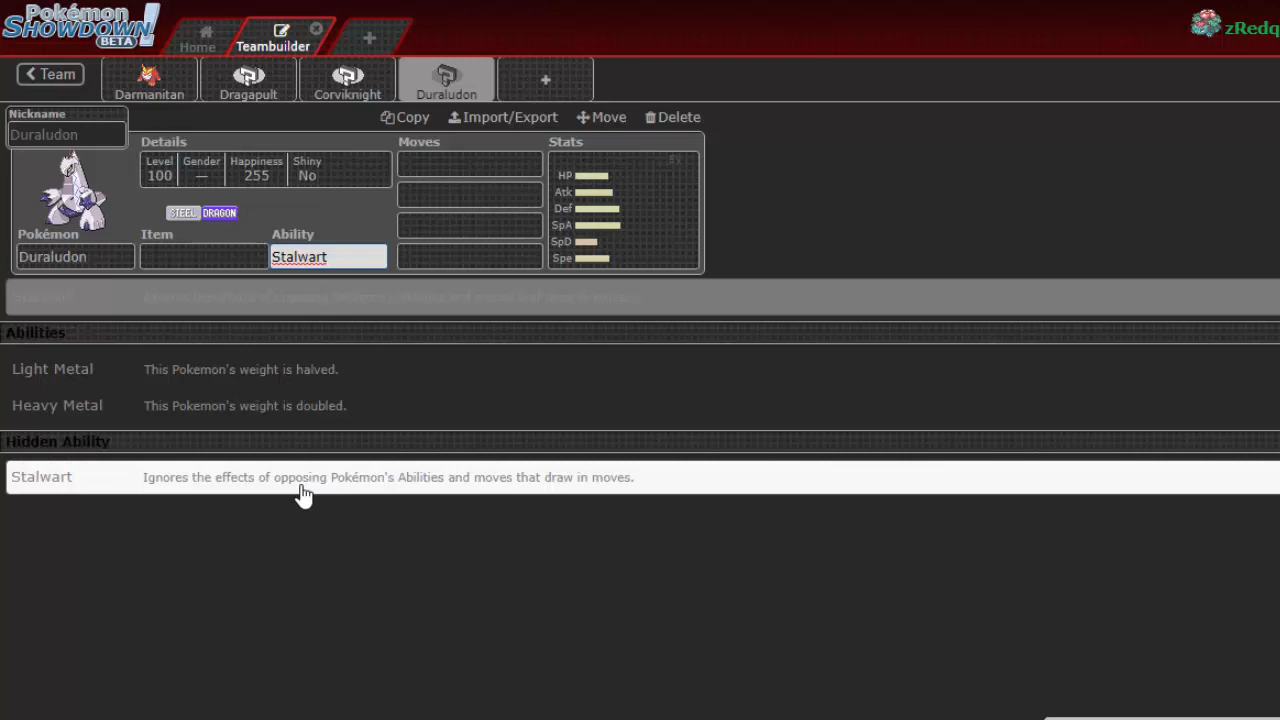 Pokémon
SHOWDOWN!
BETA
Home
Teambuilder
zRedq
Team
Darmanitan
Dragapult
Corviknight
Duraludon
Nickname
Duraludon
Copy
Import/Export
Move
Delete
Details
Moves
Stats
Level
Gender
Happiness
Shiny
100
—
255
No
EV
HP
Atk
Def
SpA
SpD
Spe
STEEL DRAGON
Pokémon
Item
Ability
Duraludon
Stalwart
Abilities
Light Metal This Pokemon's weight is halved.
Heavy Metal This Pokemon's weight is doubled.
Hidden Ability
Stalwart Ignores the effects of opposing Pokémon's Abilities and moves that draw in moves.